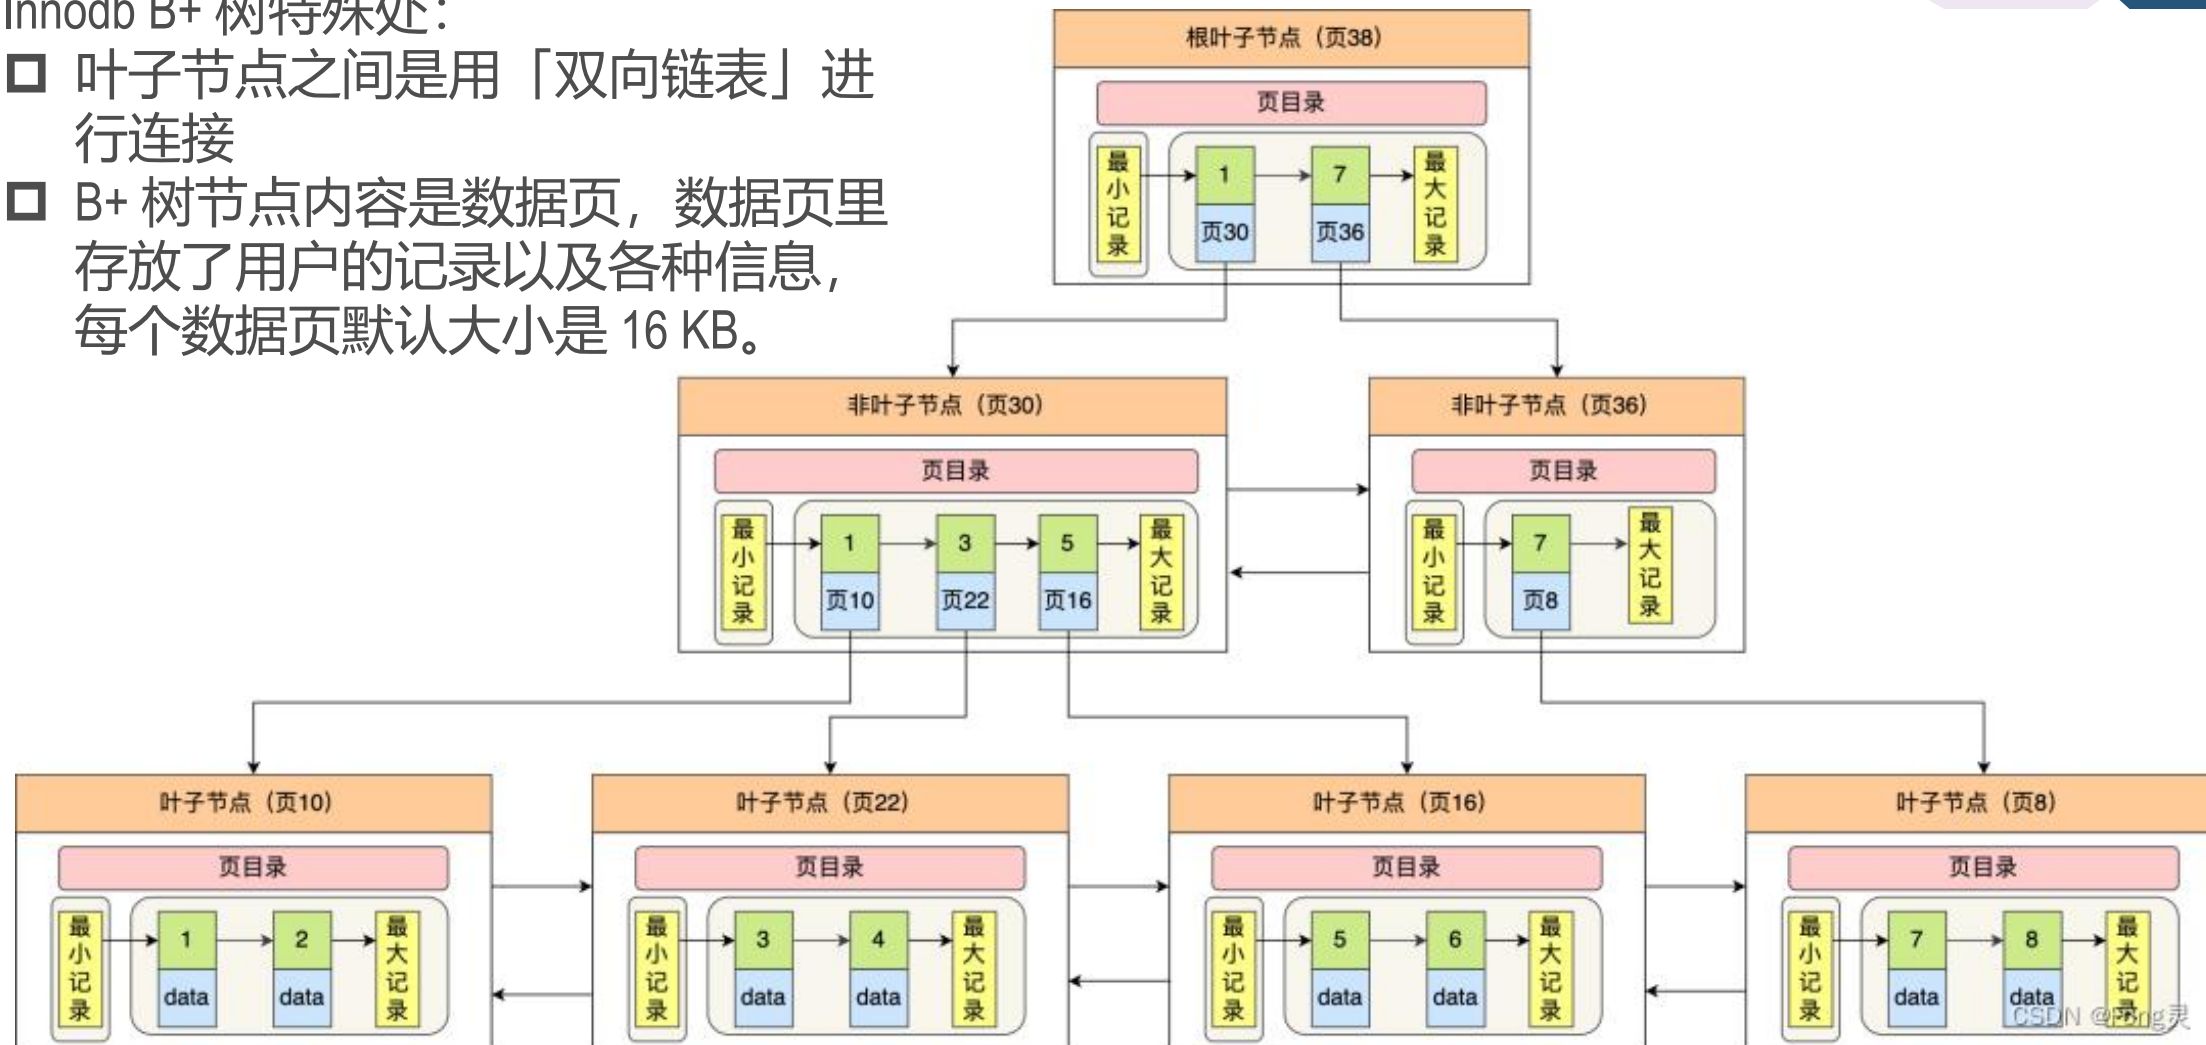 Innodb B+ 树特殊处：
叶子节点之间是用「双向链表」进
行连接
B+ 树节点内容是数据页，数据页里
存放了用户的记录以及各种信息，
每个数据页默认大小是 16 KB。
根叶子节点（页38）
页目录
最小记录 1 7 最大记录
页30 页36
非叶子节点（页30）
页目录
最小记录 1 3 5 最大记录
页10 页22 页16
非叶子节点（页36）
页目录
最小记录 7 最大记录
页8
叶子节点（页10）
页目录
最小记录 1 2 最大记录
data data
叶子节点（页22）
页目录
最小记录 3 4 最大记录
data data
叶子节点（页16）
页目录
最小记录 5 6 最大记录
data data
叶子节点（页8）
页目录
最小记录 7 8 最大记录
data data
CSDN